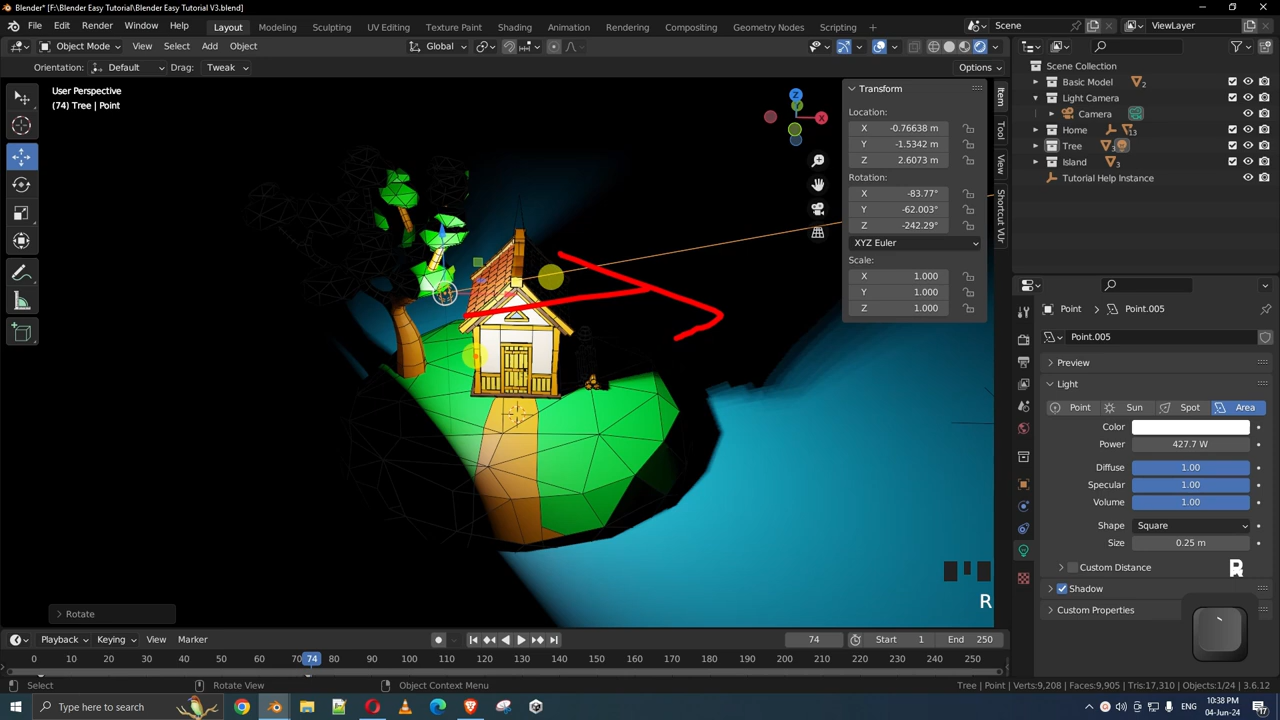 Blender* [F:\Blender Easy Tutorial\Blender Easy Tutorial V3.blend]
File Edit Render Window Help Layout Modeling Sculpting UV Editing Texture Paint Shading Animation Rendering Compositing Geometry Nodes Scripting + Scene ViewLayer
Object Mode View Select Add Object Global
Orientation: Default Drag: Tweak Options
User Perspective
(74) Tree | Point
Z
Y
X
Transform
Location:
X -0.76638 m
Y -1.5342 m
Z 2.6073 m
Rotation:
X -83.77°
Y -62.003°
Z -242.29°
XYZ Euler
Scale:
X 1.000
Y 1.000
Z 1.000
Item
Tool
View
Shortcut VUr
Scene Collection
Basic Model 2
Light Camera
Camera
Home 13
Tree 3
Island 3
Tutorial Help Instance
Point Point.005
Point.005
Preview
Light
Point Sun Spot Area
Color
Power 427.7 W
Diffuse 1.00
Specular 1.00
Volume 1.00
Shape Square
Size 0.25 m
Custom Distance
Shadow
Custom Properties
R
Rotate
Playback Keying View Marker 74 Start 1 End 250
0 10 20 30 40 50 60 70 74 80 90 100 110 120 130 140 150 160 170 180 190 200 210 220 230 240 250
Select Rotate View Object Context Menu Tree | Point | Verts:9,208 | Faces:9,905 | Tris:17,310 | Objects:1/24 | 3.6.12
Type here to search ENG 10:38 PM
04-Jun-24